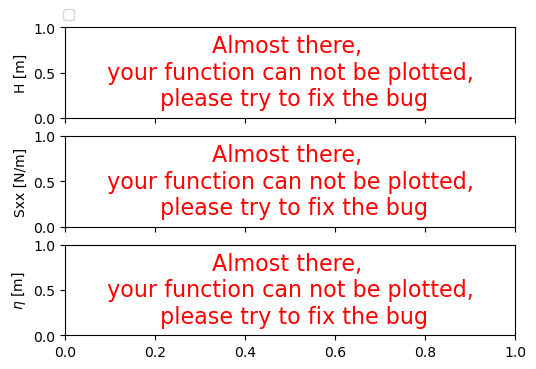 1.0
0.5
0.0
H [m]
Almost there,
your function can not be plotted,
please try to fix the bug
1.0
0.5
0.0
Sxx [N/m]
Almost there,
your function can not be plotted,
please try to fix the bug
1.0
0.5
0.0
η [m]
Almost there,
your function can not be plotted,
please try to fix the bug
0.0 0.2 0.4 0.6 0.8 1.0